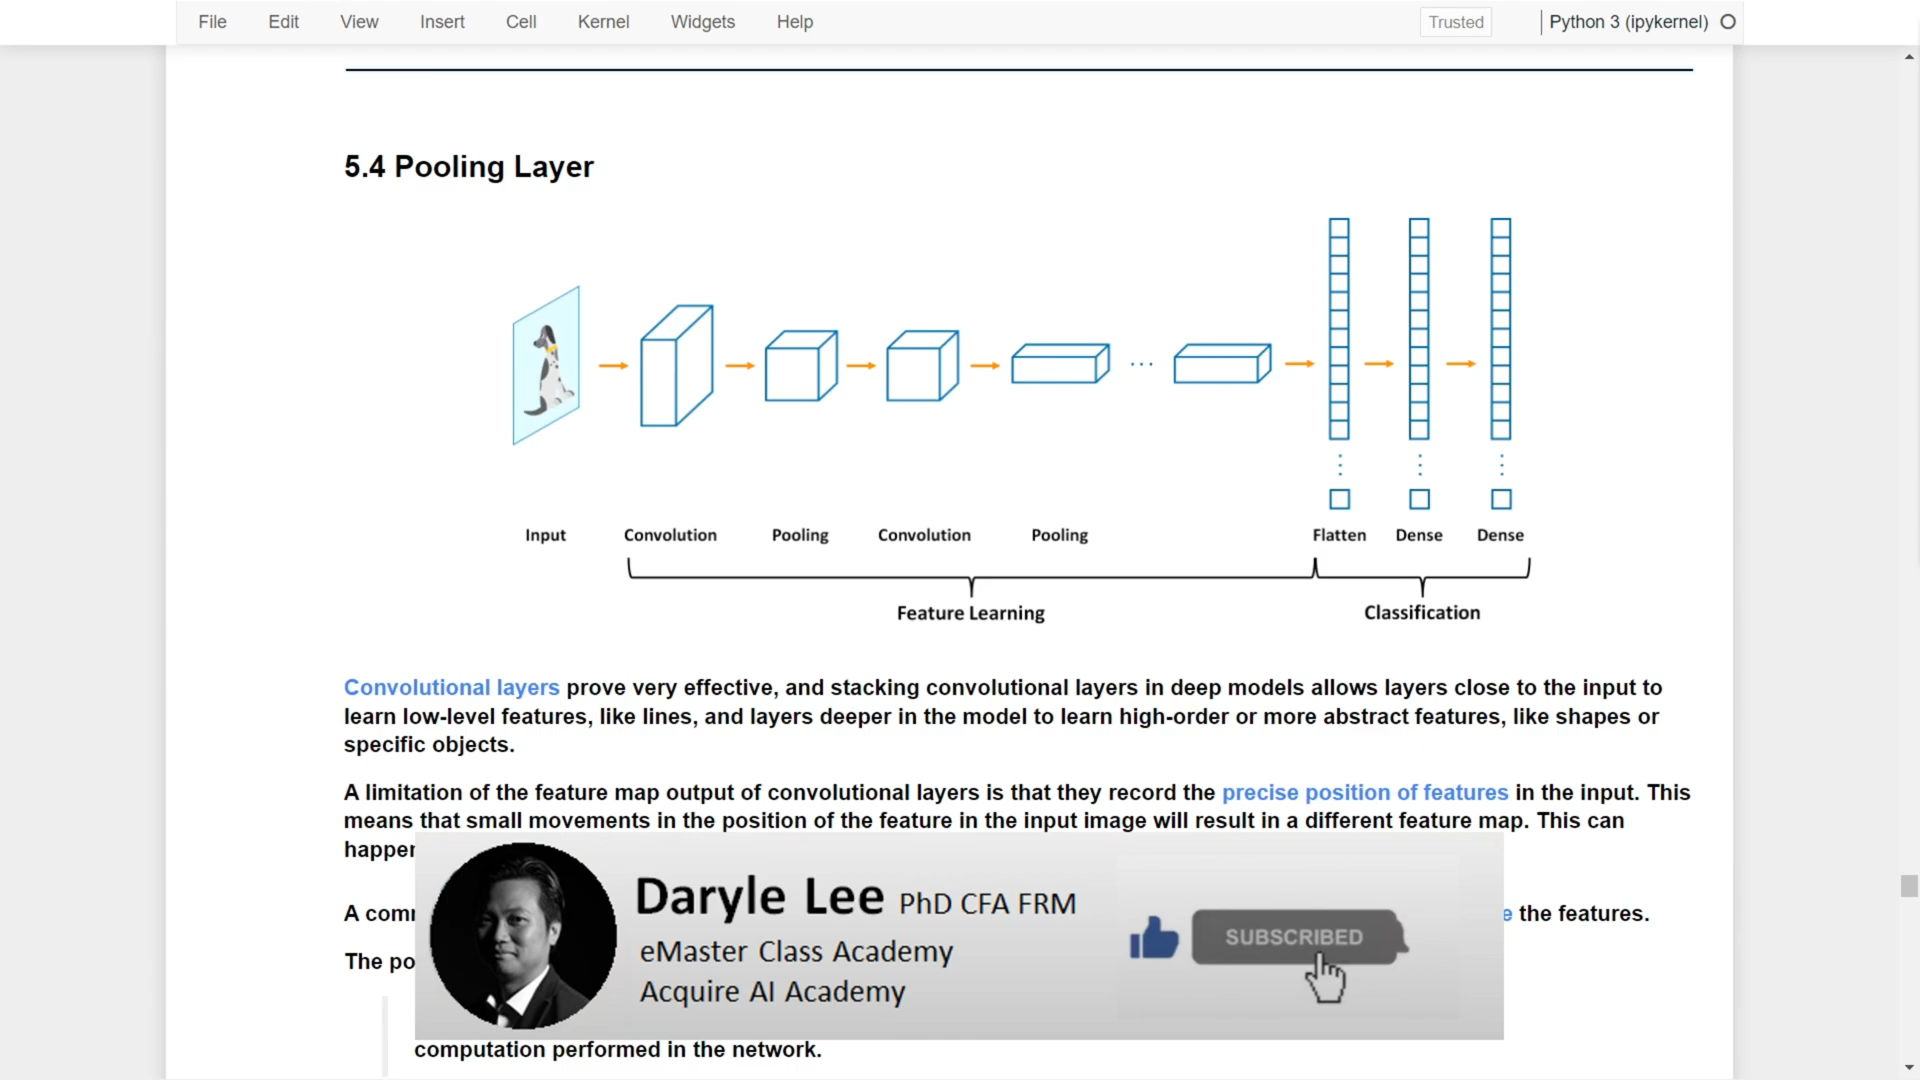 File Edit View Insert Cell Kernel Widgets Help Trusted Python 3 (ipykernel)
5.4 Pooling Layer
Input Convolution Pooling Convolution Pooling Flatten Dense Dense
Feature Learning Classification
Convolutional layers prove very effective, and stacking convolutional layers in deep models allows layers close to the input to
learn low-level features, like lines, and layers deeper in the model to learn high-order or more abstract features, like shapes or
specific objects.
A limitation of the feature map output of convolutional layers is that they record the precise position of features in the input. This
means that small movements in the position of the feature in the input image will result in a different feature map. This can
A
the features.
The
Daryle Lee PhD CFA FRM
eMaster Class Academy
Acquire AI Academy
SUBSCRIBED
computation performed in the network.